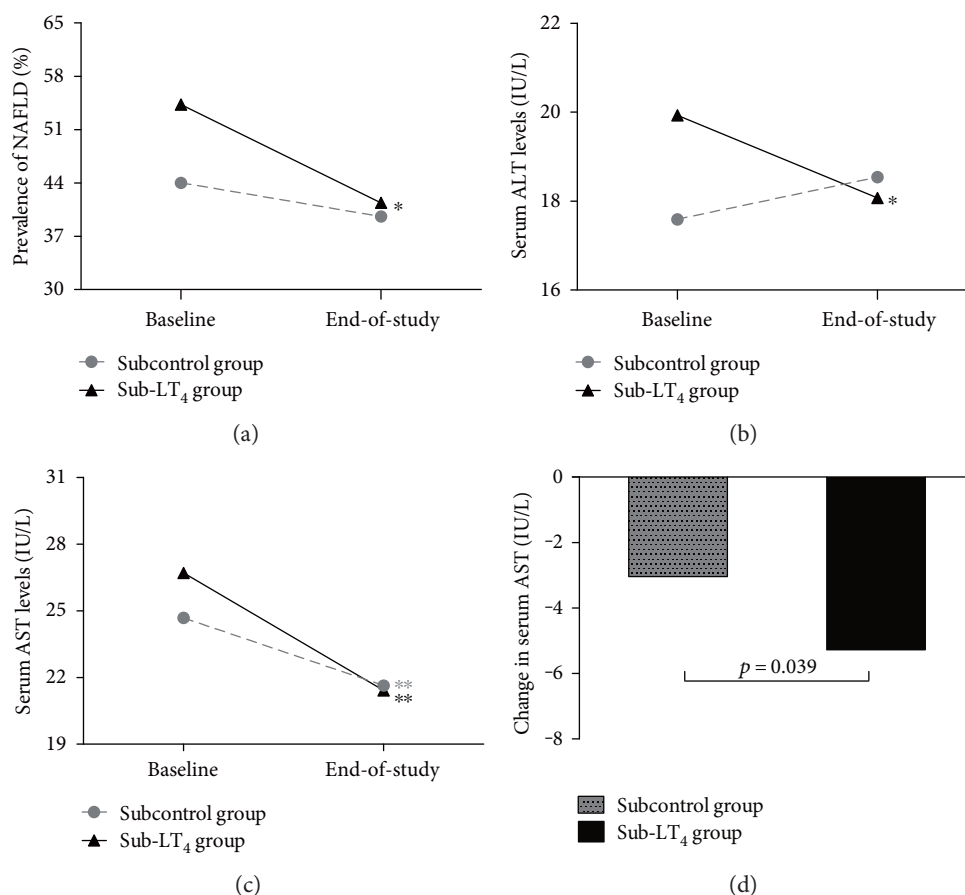 Prevalence of NAFLD (%)
65
58
51
44
37
30
*
Baseline End-of-study
Subcontrol group
Sub-LT₄ group
(a)
Serum ALT levels (IU/L)
22
20
18
16
*
Baseline End-of-study
Subcontrol group
Sub-LT₄ group
(b)
Serum AST levels (IU/L)
31
28
25
22
19
**
**
Baseline End-of-study
Subcontrol group
Sub-LT₄ group
(c)
Change in serum AST (IU/L)
0
−2
−4
−6
−8
p = 0.039
Subcontrol group
Sub-LT₄ group
(d)